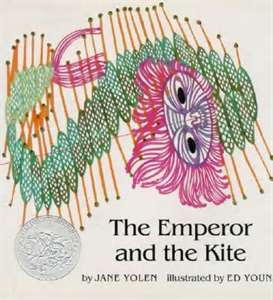 The Emperor
and the Kite
by JANE YOLEN illustrated by ED YOUN